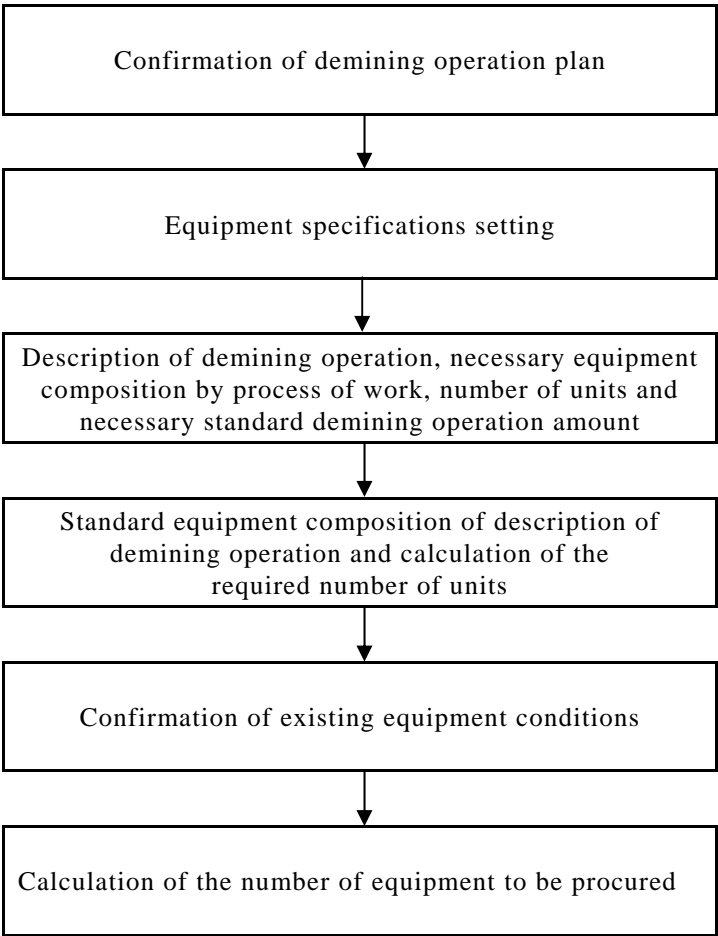 Confirmation of demining operation plan
Equipment specifications setting
Description of demining operation, necessary equipment
composition by process of work, number of units and
necessary standard demining operation amount
Standard equipment composition of description of
demining operation and calculation of the
required number of units
Confirmation of existing equipment conditions
Calculation of the number of equipment to be procured